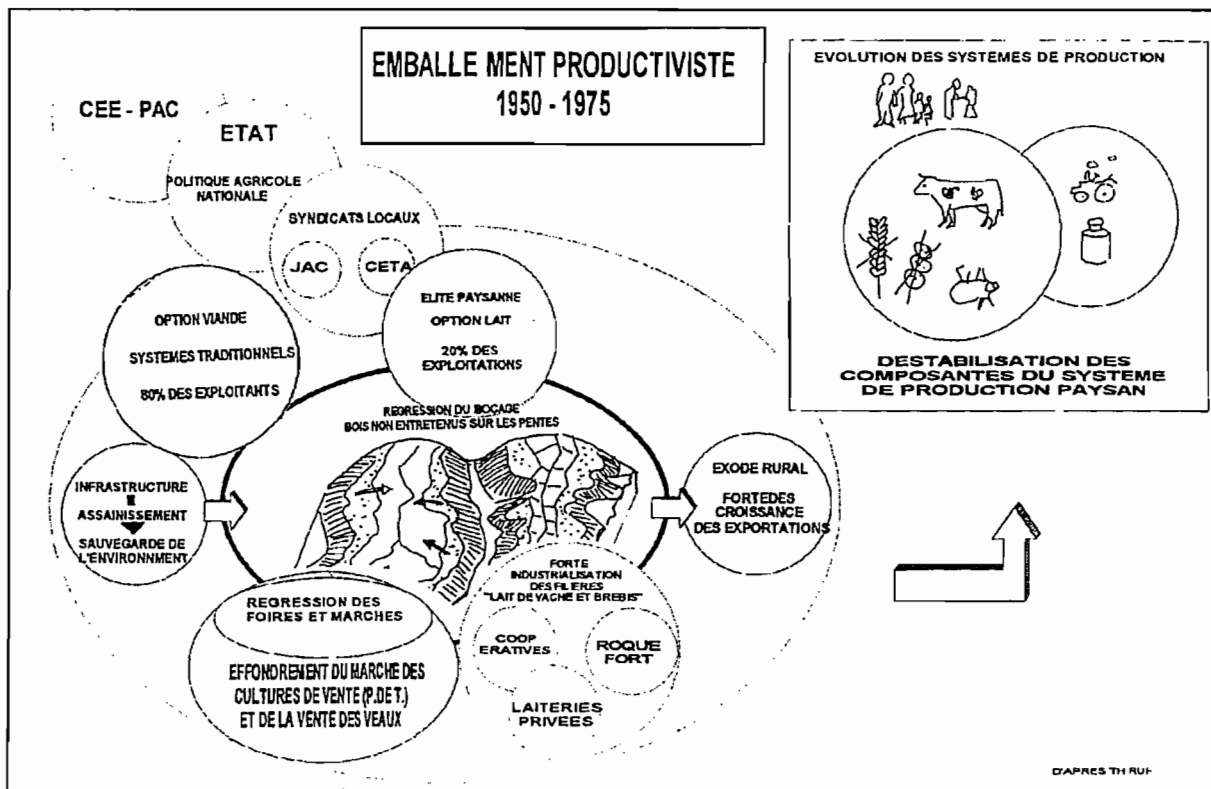 EMBALLE MENT PRODUCTIVISTE
1950 - 1975
CEE - PAC
ETAT
POLITIQUE AGRICOLE
NATIONALE
SYNDICATS LOCAUX
JAC
CETA
OPTION VIANDE
SYSTEMES TRADITIONNELS
80% DES EXPLOITANTS
ELITE PAYSANNE
OPTION LAIT
20% DES
EXPLOITATIONS
REGRESSION DU BOCAGE
BOIS NON ENTRETENUS SUR LES PENTES
INFRASTRUCTURE
ASSAINISSEMENT
SAUVEGARDE DE
L'ENVIRONNMENT
EXODE RURAL
FORTEDES
CROISSANCE
DES EXPORTATIONS
FORTE
INDUSTRIALISATION
DES FILIERES
"LAIT DE VACHE ET BREBIS"
COOP
ERATIVES
ROQUE
FORT
LAITERIES
PRIVEES
REGRESSION DES
FOIRES ET MARCHES
EFFONDREMENT DU MARCHE DES
CULTURES DE VENTE (P.DE T.)
ET DE LA VENTE DES VEAUX
EVOLUTION DES SYSTEMES DE PRODUCTION
DESTABILISATION DES
COMPOSANTES DU SYSTEME
DE PRODUCTION PAYSAN
D'APRES TH RUF